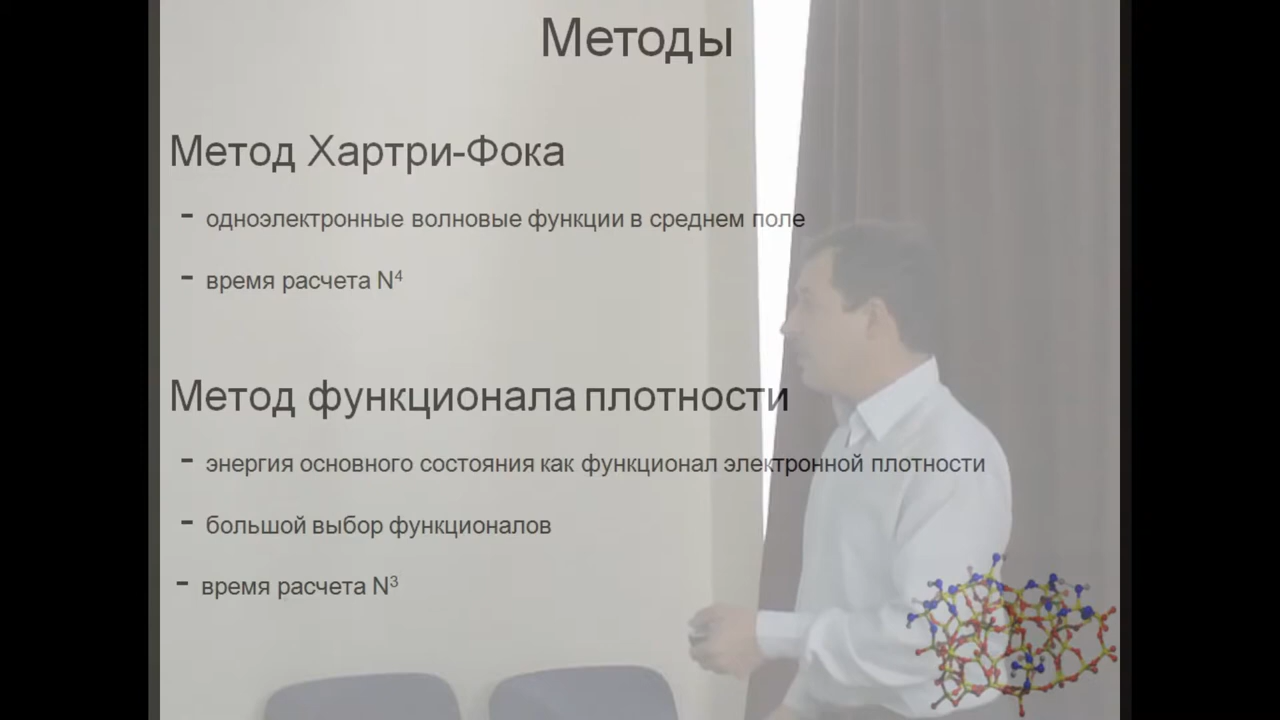 Методы
Метод Хартри-Фока
- одноэлектронные волновые функции в среднем поле
- время расчета N⁴
Метод функционала плотности
- энергия основного состояния как функционал электронной плотности
- большой выбор функционалов
- время расчета N³